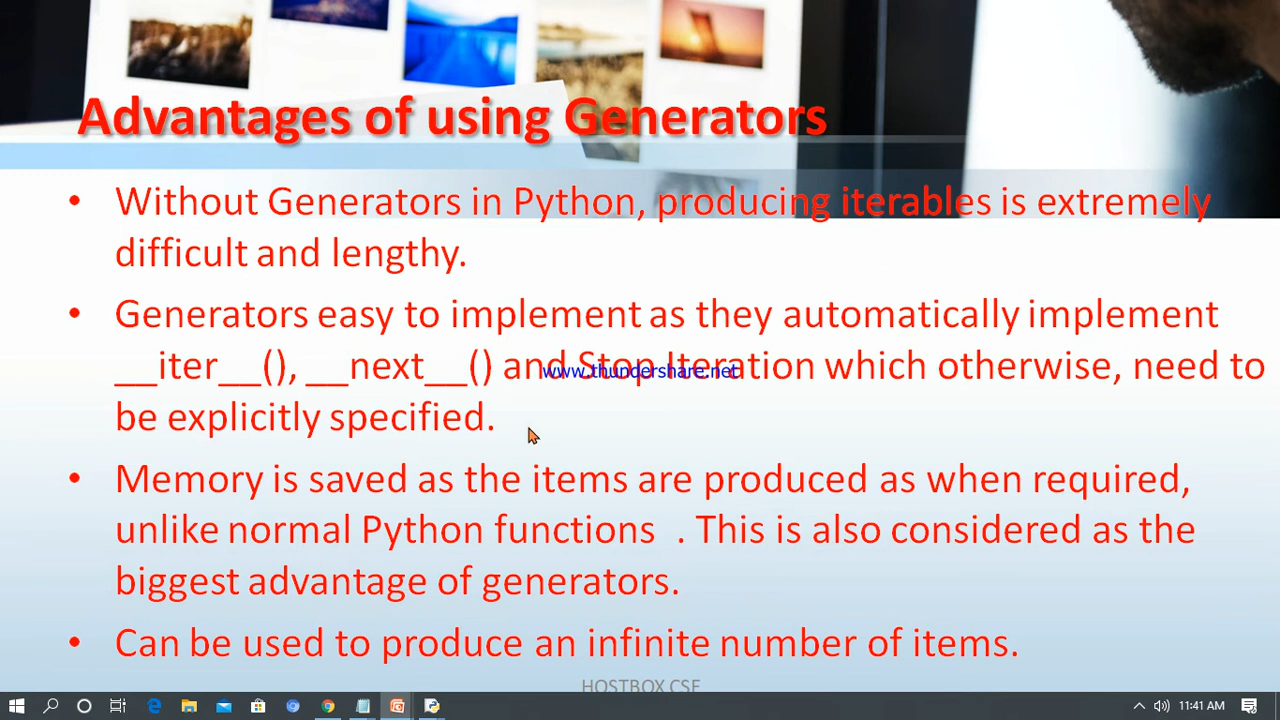 Advantages of using Generators
• Without Generators in Python, producing iterables is extremely
difficult and lengthy.
• Generators easy to implement as they automatically implement
__iter__(), __next__() and Stop Iteration which otherwise, need to
www.thundershare.net
be explicitly specified.
• Memory is saved as the items are produced as when required,
unlike normal Python functions . This is also considered as the
biggest advantage of generators.
• Can be used to produce an infinite number of items.
HOSTBOX CSE
11:41 AM